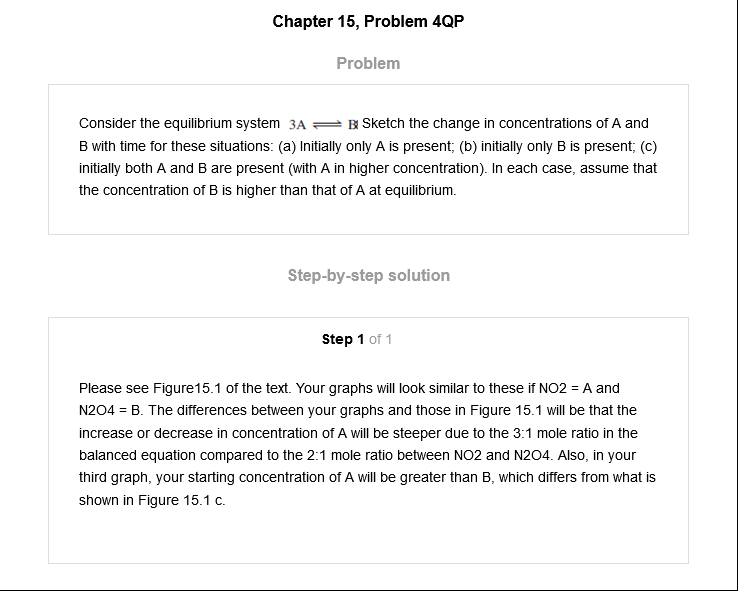 Chapter 15, Problem 4QP
Problem
Consider the equilibrium system 3A ⇌ B Sketch the change in concentrations of A and
B with time for these situations: (a) Initially only A is present; (b) initially only B is present; (c)
initially both A and B are present (with A in higher concentration). In each case, assume that
the concentration of B is higher than that of A at equilibrium.
Step-by-step solution
Step 1 of 1
Please see Figure15.1 of the text. Your graphs will look similar to these if NO2 = A and
N2O4 = B. The differences between your graphs and those in Figure 15.1 will be that the
increase or decrease in concentration of A will be steeper due to the 3:1 mole ratio in the
balanced equation compared to the 2:1 mole ratio between NO2 and N2O4. Also, in your
third graph, your starting concentration of A will be greater than B, which differs from what is
shown in Figure 15.1 c.